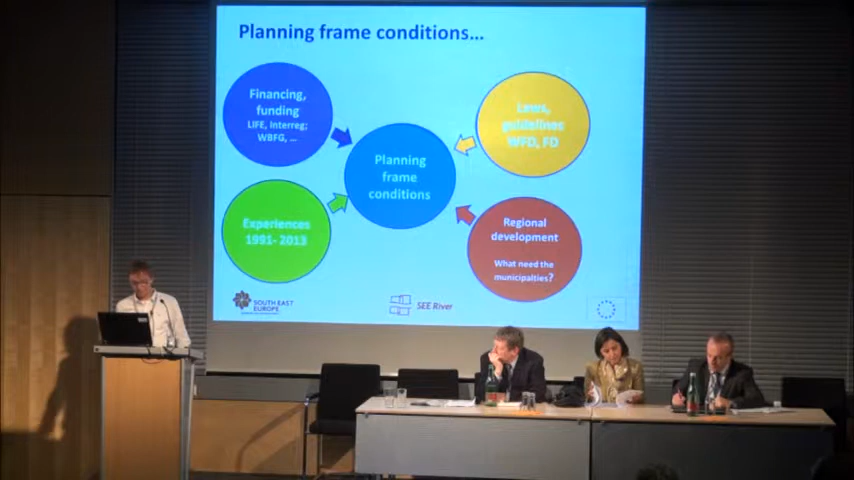 Planning frame conditions...
Financing,
funding
LIFE, Interreg;
WBFG, ...
Laws,
guidelines
WFD, FD
Planning
frame
conditions
Experiences
1991- 2013
Regional
development
What need the
municipalties?
SOUTH EAST
EUROPE
SEE River